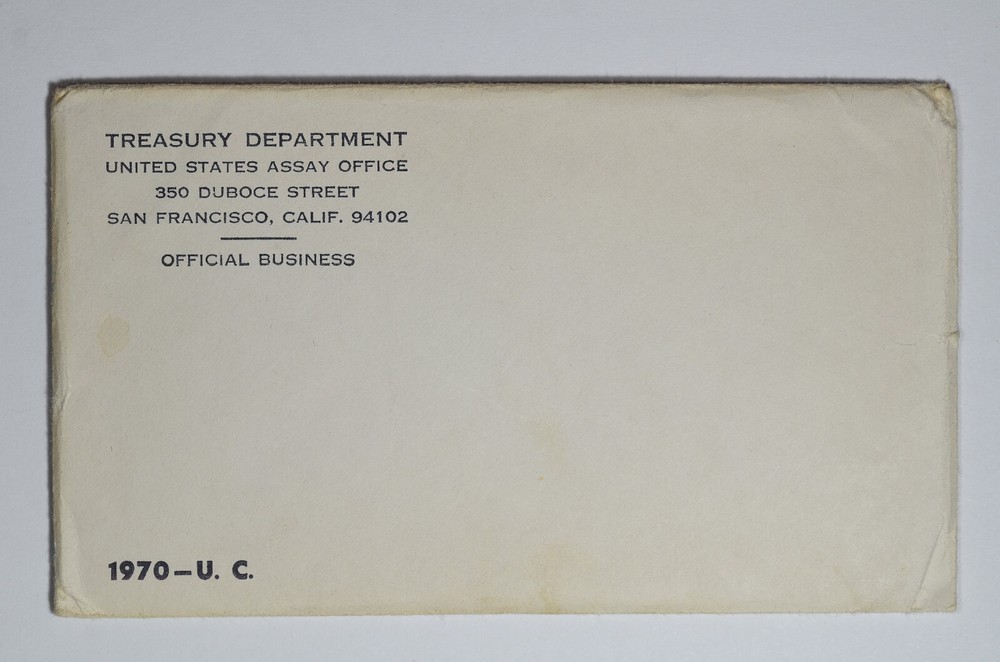 TREASURY DEPARTMENT
UNITED STATES ASSAY OFFICE
350 DUBOCE STREET
SAN FRANCISCO, CALIF. 94102
OFFICIAL BUSINESS
1970–U. C.